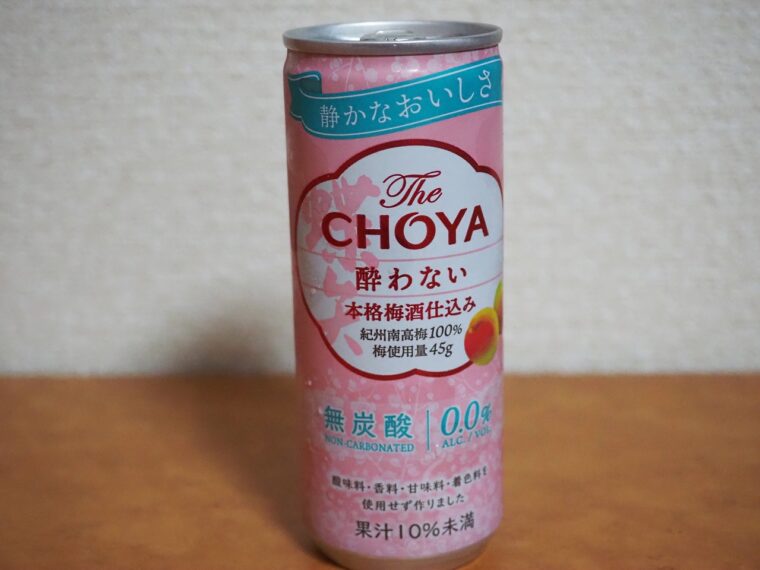 静かなおいしさ
The
CHOYA
酔わない
本格梅酒仕込み
紀州南高梅100%
梅使用量45g
無炭酸
NON-CARBONATED
0.0%
ALC./VOL.
酸味料・香料・甘味料・着色料を
使用せず作りました
果汁10%未満